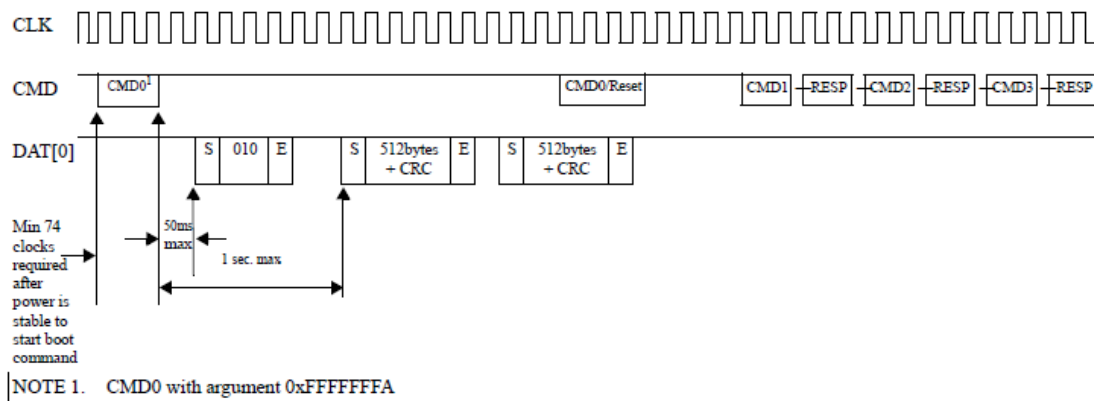 CLK
CMD CMD0¹ CMD0/Reset CMD1 RESP CMD2 RESP CMD3 RESP
DAT[0] S 010 E S 512bytes + CRC E S 512bytes + CRC E
Min 74
clocks
required
after
power is
stable to
start boot
command
50ms
max
1 sec. max
NOTE 1. CMD0 with argument 0xFFFFFFFA